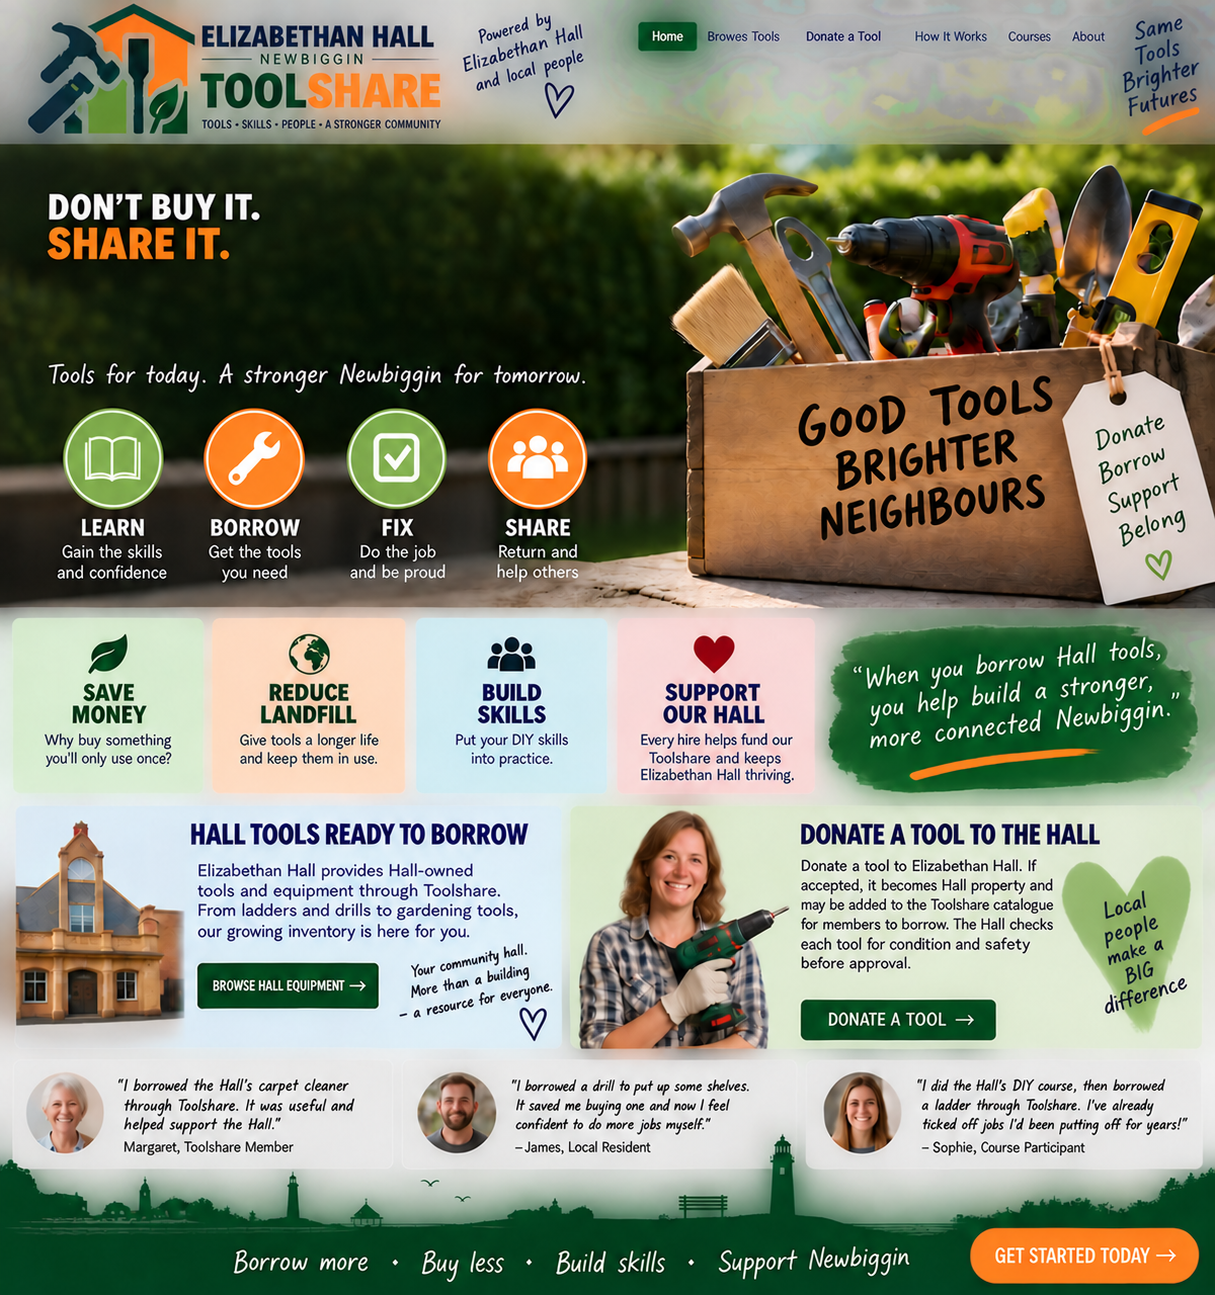 ELIZABETHAN HALL
NEWBIGGIN
TOOLSHARE
TOOLS • SKILLS • PEOPLE • A STRONGER COMMUNITY
Powered by
Elizabethan Hall
and local people
Home
Browes Tools
Donate a Tool
How It Works
Courses
About
Same
Tools
Brighter
Futures
DON'T BUY IT.
SHARE IT.
Tools for today. A stronger Newbiggin for tomorrow.
LEARN
Gain the skills
and confidence
BORROW
Get the tools
you need
FIX
Do the job
and be proud
SHARE
Return and
help others
GOOD TOOLS
BRIGHTER
NEIGHBOURS
Donate
Borrow
Support
Belong
SAVE
MONEY
Why buy something
you'll only use once?
REDUCE
LANDFILL
Give tools a longer life
and keep them in use.
BUILD
SKILLS
Put your DIY skills
into practice.
SUPPORT
OUR HALL
Every hire helps fund our
Toolshare and keeps
Elizabethan Hall thriving.
"When you borrow Hall tools,
you help build a stronger,
more connected Newbiggin."
HALL TOOLS READY TO BORROW
Elizabethan Hall provides Hall-owned
tools and equipment through Toolshare.
From ladders and drills to gardening tools,
our growing inventory is here for you.
BROWSE HALL EQUIPMENT →
Your community hall.
More than a building
– a resource for everyone.
DONATE A TOOL TO THE HALL
Donate a tool to Elizabethan Hall. If
accepted, it becomes Hall property and
may be added to the Toolshare catalogue
for members to borrow. The Hall checks
each tool for condition and safety
before approval.
DONATE A TOOL →
Local
people
make a
BIG
difference
"I borrowed the Hall's carpet cleaner
through Toolshare. It was useful and
helped support the Hall."
Margaret, Toolshare Member
"I borrowed a drill to put up some shelves.
It saved me buying one and now I feel
confident to do more jobs myself."
– James, Local Resident
"I did the Hall's DIY course, then borrowed
a ladder through Toolshare. I've already
ticked off jobs I'd been putting off for years!"
– Sophie, Course Participant
Borrow more • Buy less • Build skills • Support Newbiggin
GET STARTED TODAY →